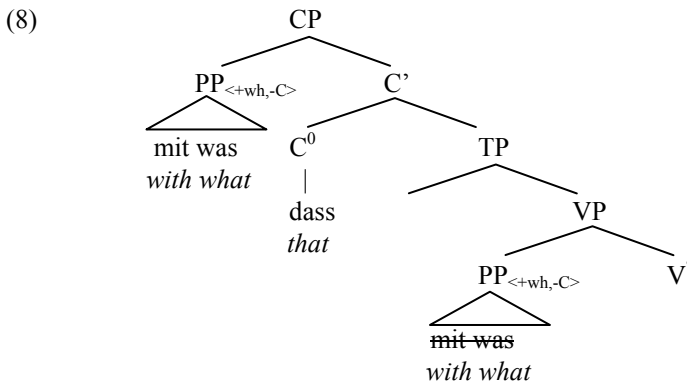 (8)
CP
PP<+wh,-C>
C’
mit was
with what
C⁰
TP
dass
that
VP
PP<+wh,-C>
V
mit was
with what